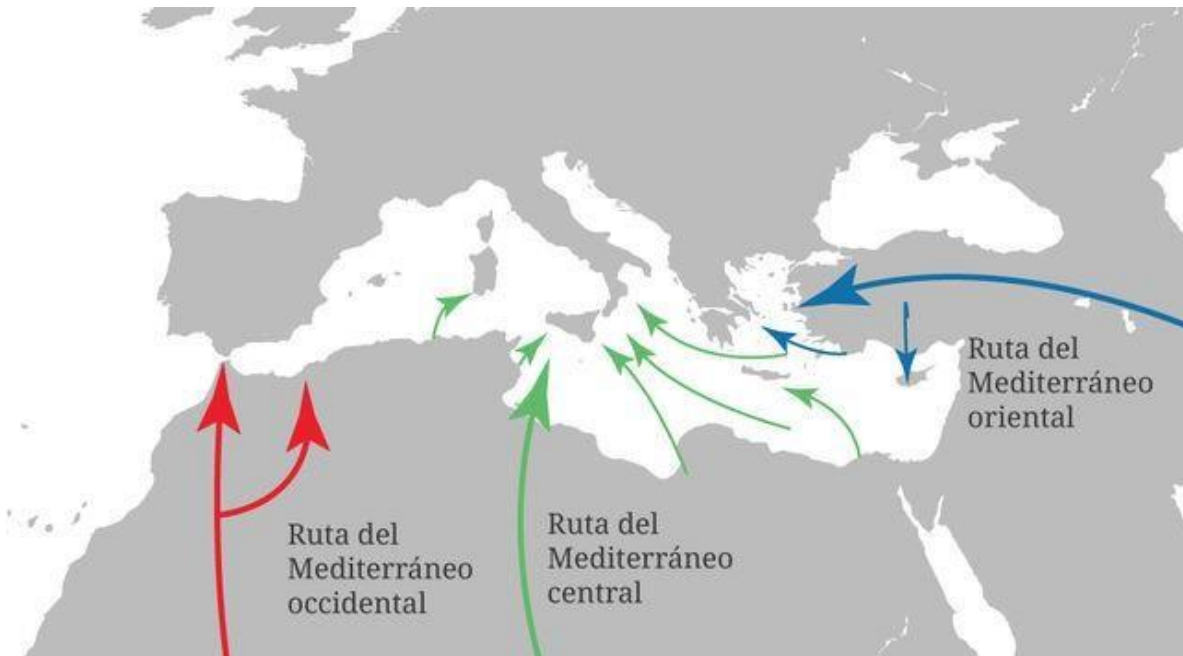 Ruta del
Mediterráneo
occidental
Ruta del
Mediterráneo
central
Ruta del
Mediterráneo
oriental